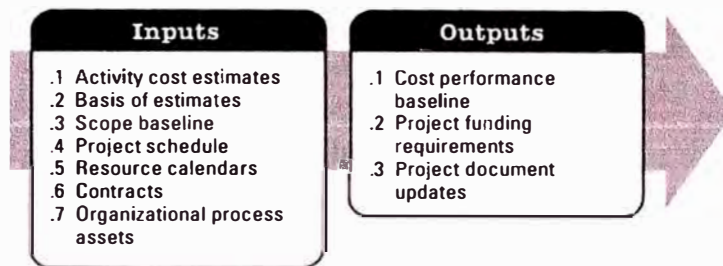 Inputs
.1 Activity cost estimates
.2 Basis of estimates
.3 Scope baseline
.4 Project schedule
.5 Resource calendars
.6 Contracts
.7 Organizational process
assets
Outputs
.1 Cost performance
baseline
.2 Project funding
requirements
.3 Project document
updates